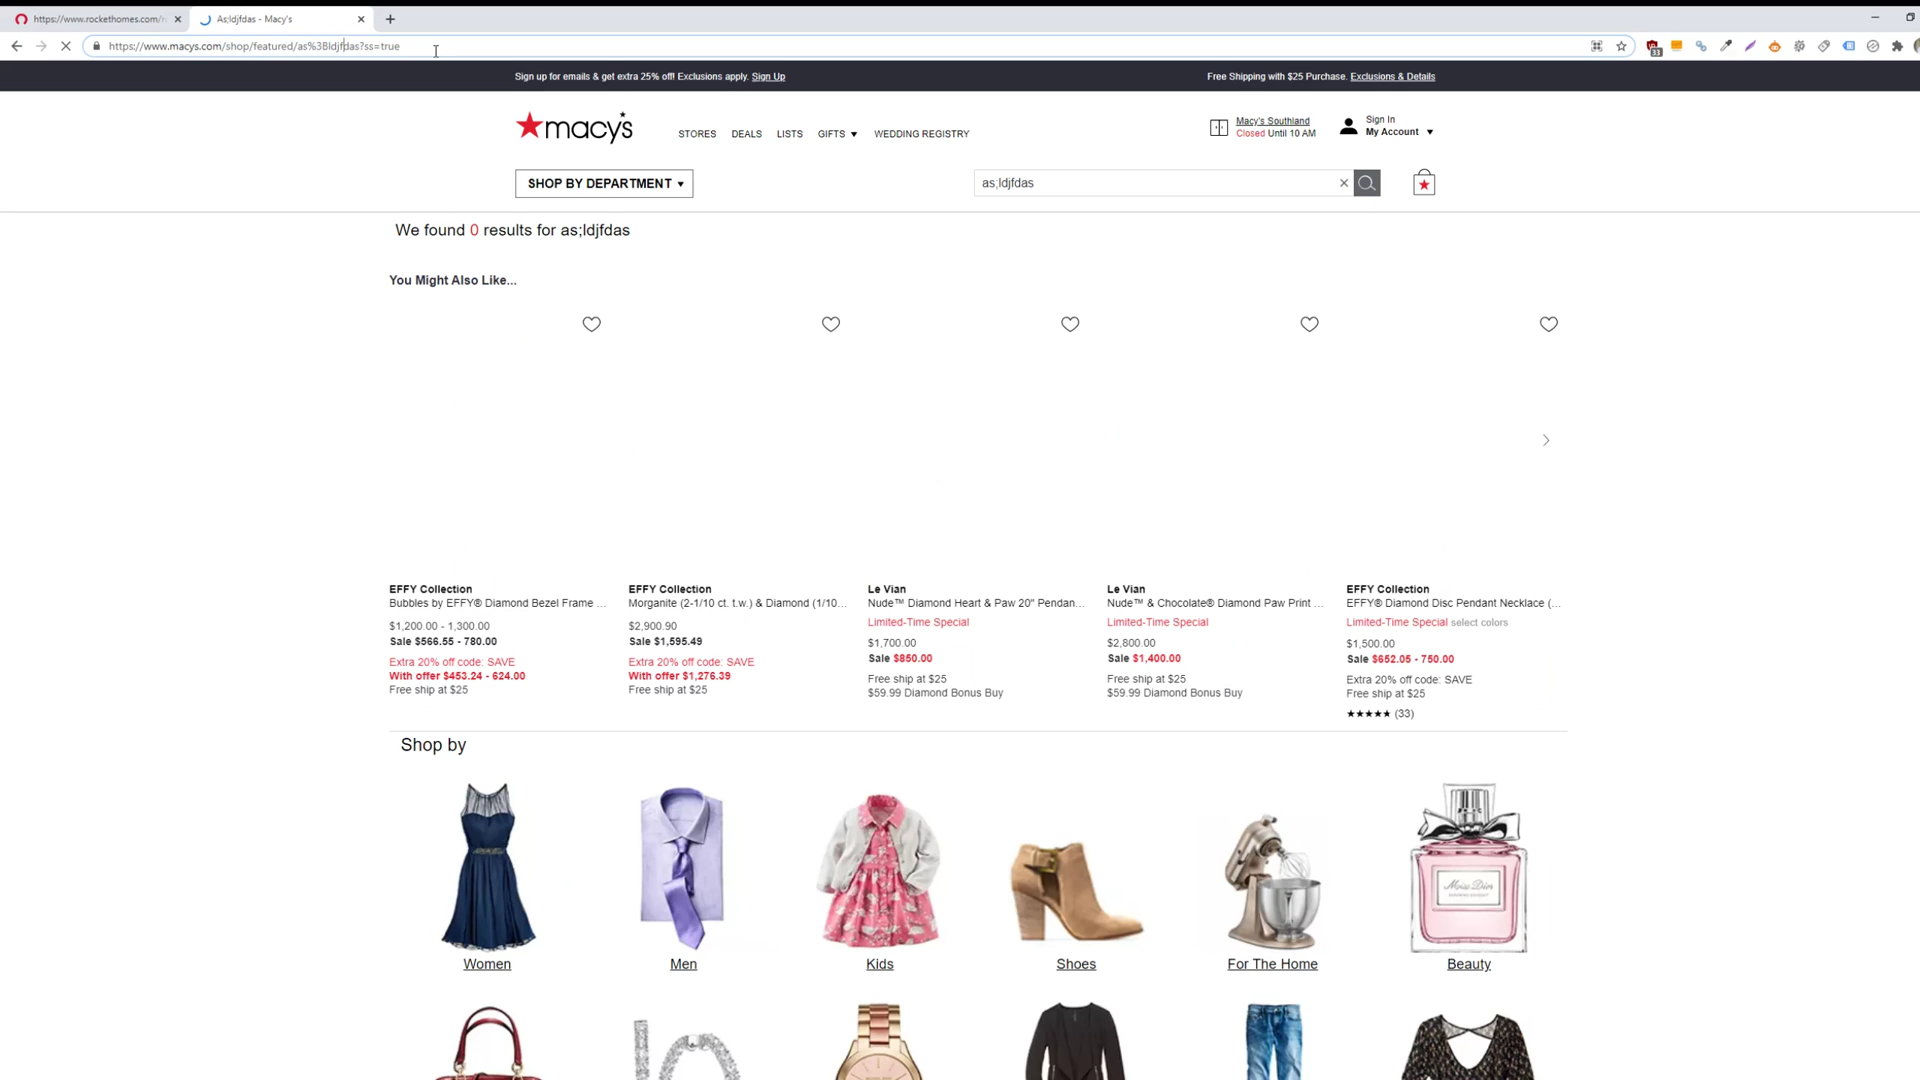 https://www.rockethomes.com/
As;ldjfdas - Macy's
https://www.macys.com/shop/featured/as%3Bldjfdas?ss=true
33
Sign up for emails & get extra 25% off! Exclusions apply. Sign Up
Free Shipping with $25 Purchase. Exclusions & Details
macy's
STORES
DEALS
LISTS
GIFTS
WEDDING REGISTRY
Macy's Southland
Closed Until 10 AM
Sign In
My Account
SHOP BY DEPARTMENT
as;ldjfdas
We found 0 results for as;ldjfdas
You Might Also Like...
EFFY Collection
Bubbles by EFFY® Diamond Bezel Frame ...
$1,200.00 - 1,300.00
Sale $566.55 - 780.00
Extra 20% off code: SAVE
With offer $453.24 - 624.00
Free ship at $25
EFFY Collection
Morganite (2-1/10 ct. t.w.) & Diamond (1/10...
$2,900.90
Sale $1,595.49
Extra 20% off code: SAVE
With offer $1,276.39
Free ship at $25
Le Vian
Nude™ Diamond Heart & Paw 20" Pendan...
Limited-Time Special
$1,700.00
Sale $850.00
Free ship at $25
$59.99 Diamond Bonus Buy
Le Vian
Nude™ & Chocolate® Diamond Paw Print ...
Limited-Time Special
$2,800.00
Sale $1,400.00
Free ship at $25
$59.99 Diamond Bonus Buy
EFFY Collection
EFFY® Diamond Disc Pendant Necklace (...
Limited-Time Special select colors
$1,500.00
Sale $652.05 - 750.00
Extra 20% off code: SAVE
Free ship at $25
(33)
Shop by
Miss Dior
Women
Men
Kids
Shoes
For The Home
Beauty